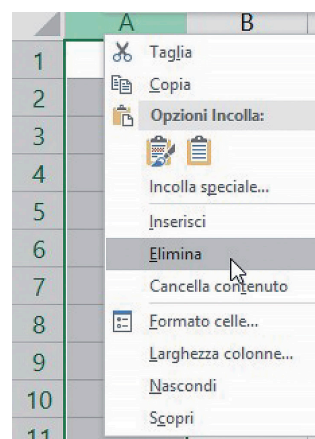 A B
1 Taglia
2 Copia
3 Opzioni Incolla:
4 Incolla speciale...
5 Inserisci
6 Elimina
7 Cancella contenuto
8 Formato celle...
9 Larghezza colonne...
10 Nascondi
11 Scopri